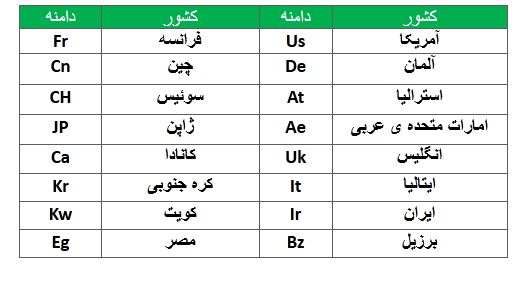 کشور دامنه کشور دامنه
آمریکا Us فرانسه Fr
آلمان De چین Cn
استرالیا At سوئیس CH
امارات متحده ی عربی Ae ژاپن JP
انگلیس Uk کانادا Ca
ایتالیا It کره جنوبی Kr
ایران Ir کویت Kw
برزیل Bz مصر Eg